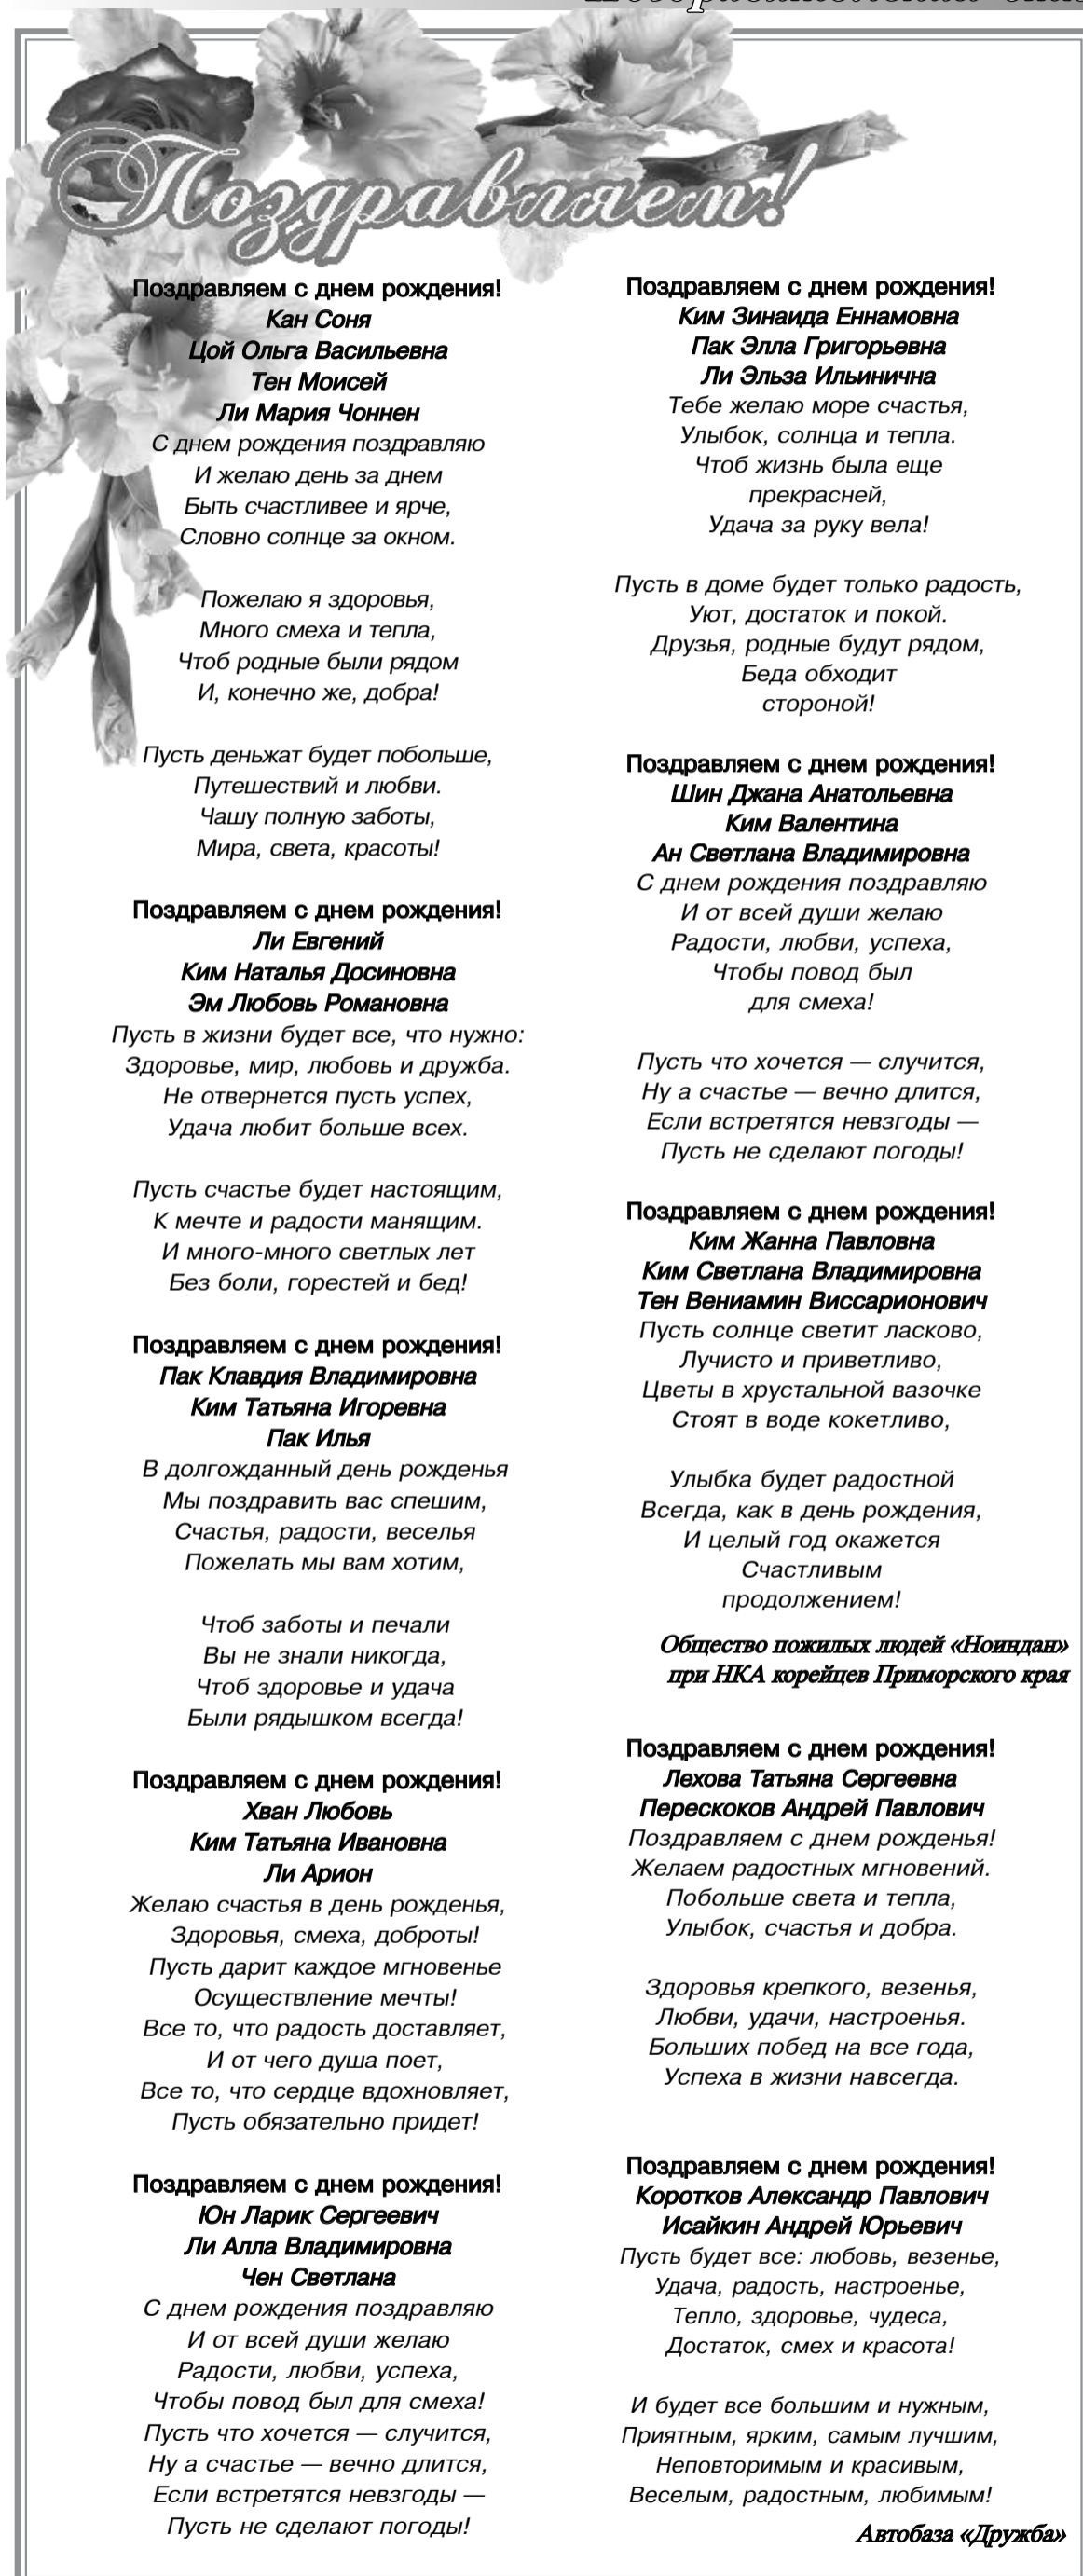 Поздравляем!
Поздравляем с днем рождения!
Кан Соня
Цой Ольга Васильевна
Тен Моисей
Ли Мария Чоннен
С днем рождения поздравляю
И желаю день за днем
Быть счастливее и ярче,
Словно солнце за окном.
Пожелаю я здоровья,
Много смеха и тепла,
Чтоб родные были рядом
И, конечно же, добра!
Пусть деньжат будет побольше,
Путешествий и любви.
Чашу полную заботы,
Мира, света, красоты!
Поздравляем с днем рождения!
Ли Евгений
Ким Наталья Досиновна
Эм Любовь Романовна
Пусть в жизни будет все, что нужно:
Здоровье, мир, любовь и дружба.
Не отвернется пусть успех,
Удача любит больше всех.
Пусть счастье будет настоящим,
К мечте и радости манящим.
И много-много светлых лет
Без боли, горестей и бед!
Поздравляем с днем рождения!
Пак Клавдия Владимировна
Ким Татьяна Игоревна
Пак Илья
В долгожданный день рожденья
Мы поздравить вас спешим,
Счастья, радости, веселья
Пожелать мы вам хотим,
Чтоб заботы и печали
Вы не знали никогда,
Чтоб здоровье и удача
Были рядышком всегда!
Поздравляем с днем рождения!
Хван Любовь
Ким Татьяна Ивановна
Ли Арион
Желаю счастья в день рожденья,
Здоровья, смеха, доброты!
Пусть дарит каждое мгновенье
Осуществление мечты!
Все то, что радость доставляет,
И от чего душа поет,
Все то, что сердце вдохновляет,
Пусть обязательно придет!
Поздравляем с днем рождения!
Юн Ларик Сергеевич
Ли Алла Владимировна
Чен Светлана
С днем рождения поздравляю
И от всей души желаю
Радости, любви, успеха,
Чтобы повод был для смеха!
Пусть что хочется — случится,
Ну а счастье — вечно длится,
Если встретятся невзгоды —
Пусть не сделают погоды!
Поздравляем с днем рождения!
Ким Зинаида Еннамовна
Пак Элла Григорьевна
Ли Эльза Ильинична
Тебе желаю море счастья,
Улыбок, солнца и тепла.
Чтоб жизнь была еще
прекрасней,
Удача за руку вела!
Пусть в доме будет только радость,
Уют, достаток и покой.
Друзья, родные будут рядом,
Беда обходит
стороной!
Поздравляем с днем рождения!
Шин Джана Анатольевна
Ким Валентина
Ан Светлана Владимировна
С днем рождения поздравляю
И от всей души желаю
Радости, любви, успеха,
Чтобы повод был
для смеха!
Пусть что хочется — случится,
Ну а счастье — вечно длится,
Если встретятся невзгоды —
Пусть не сделают погоды!
Поздравляем с днем рождения!
Ким Жанна Павловна
Ким Светлана Владимировна
Тен Вениамин Виссарионович
Пусть солнце светит ласково,
Лучисто и приветливо,
Цветы в хрустальной вазочке
Стоят в воде кокетливо,
Улыбка будет радостной
Всегда, как в день рождения,
И целый год окажется
Счастливым
продолжением!
Общество пожилых людей «Ноиндан»
при НКА корейцев Приморского края
Поздравляем с днем рождения!
Лехова Татьяна Сергеевна
Перескоков Андрей Павлович
Поздравляем с днем рожденья!
Желаем радостных мгновений.
Побольше света и тепла,
Улыбок, счастья и добра.
Здоровья крепкого, везенья,
Любви, удачи, настроенья.
Больших побед на все года,
Успеха в жизни навсегда.
Поздравляем с днем рождения!
Коротков Александр Павлович
Исайкин Андрей Юрьевич
Пусть будет все: любовь, везенье,
Удача, радость, настроенье,
Тепло, здоровье, чудеса,
Достаток, смех и красота!
И будет все большим и нужным,
Приятным, ярким, самым лучшим,
Неповторимым и красивым,
Веселым, радостным, любимым!
Автобаза «Дружба»